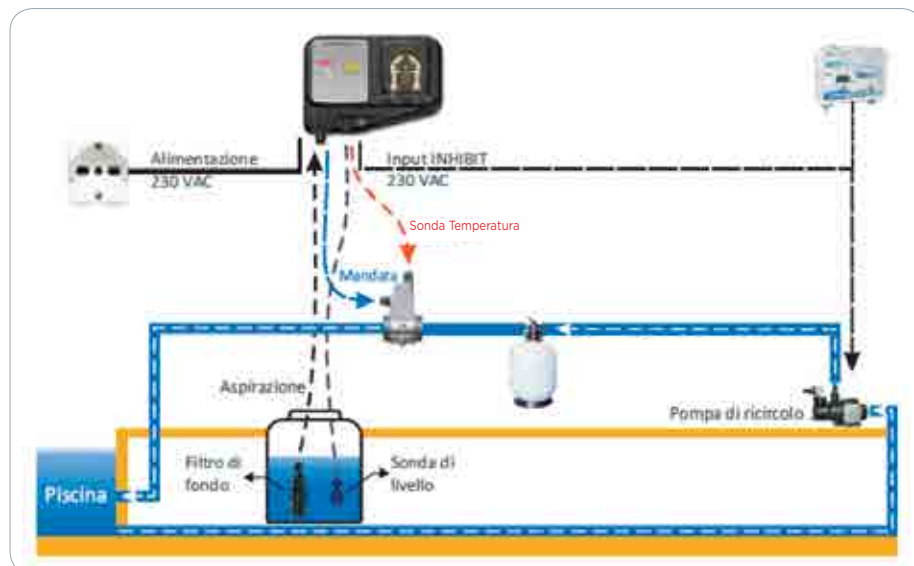 Alimentazione
230 VAC
Input INHIBIT
230 VAC
Sonda Temperatura
Mandata
Aspirazione
Pompa di ricircolo
Filtro di
fondo
Sonda di
livello
Piscina